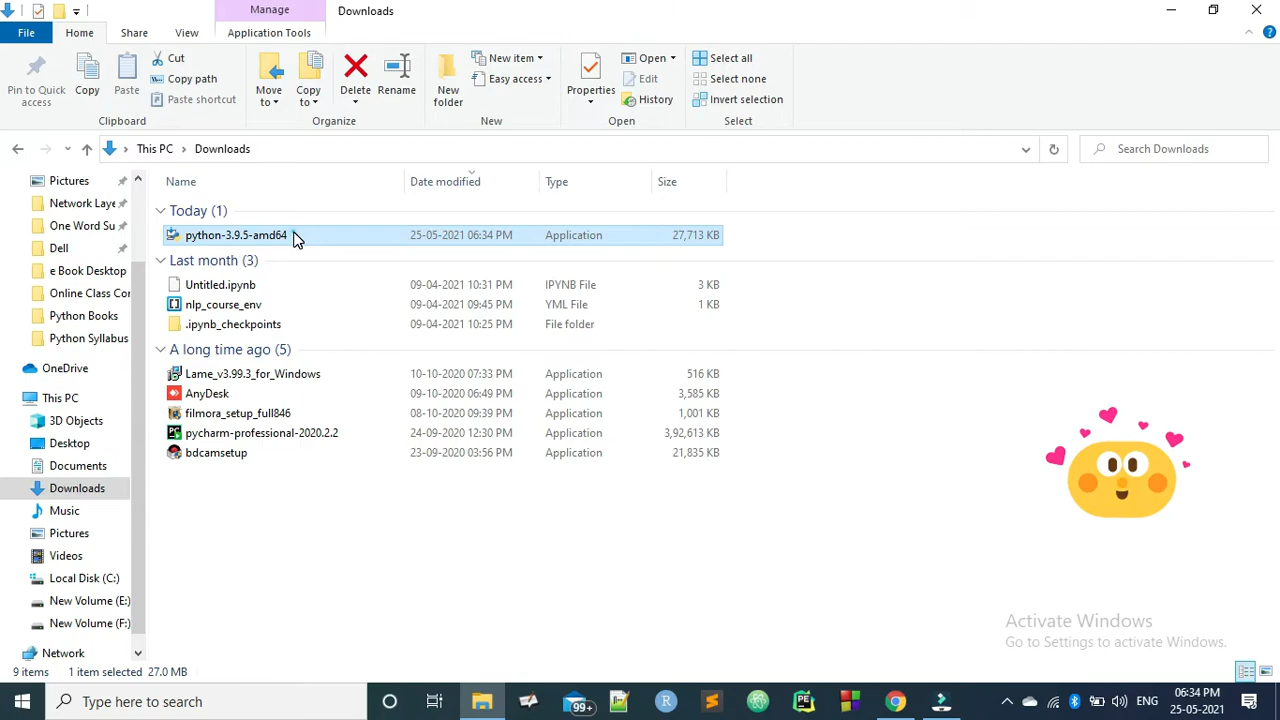 Manage
Downloads
File
Home
Share
View
Application Tools
Pin to Quick access
Copy
Paste
Cut
Copy path
Paste shortcut
Move to
Copy to
Delete
Rename
New folder
New item
Easy access
Properties
Open
Edit
History
Select all
Select none
Invert selection
Clipboard
Organize
New
Open
Select
This PC
Downloads
Search Downloads
Name
Date modified
Type
Size
Pictures
Network Laye
One Word Su
Dell
e Book Desktop
Online Class Cor
Python Books
Python Syllabus
OneDrive
This PC
3D Objects
Desktop
Documents
Downloads
Music
Pictures
Videos
Local Disk (C:)
New Volume (E:)
New Volume (F:)
Network
Today (1)
python-3.9.5-amd64 25-05-2021 06:34 PM Application 27,713 KB
Last month (3)
Untitled.ipynb 09-04-2021 10:31 PM IPYNB File 3 KB
nlp_course_env 09-04-2021 09:45 PM YML File 1 KB
.ipynb_checkpoints 09-04-2021 10:25 PM File folder
A long time ago (5)
Lame_v3.99.3_for_Windows 10-10-2020 07:33 PM Application 516 KB
AnyDesk 09-10-2020 06:49 PM Application 3,585 KB
filmora_setup_full846 08-10-2020 09:39 PM Application 1,001 KB
pycharm-professional-2020.2.2 24-09-2020 12:30 PM Application 3,92,613 KB
bdcamsetup 23-09-2020 03:56 PM Application 21,835 KB
Activate Windows
Go to Settings to activate Windows.
9 items 1 item selected 27.0 MB
Type here to search
99+
R
PE
PE
ENG
06:34 PM
25-05-2021